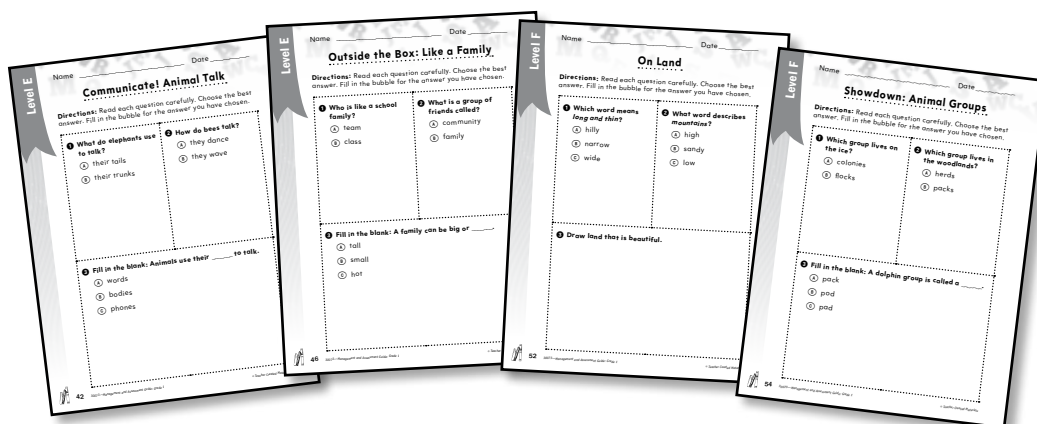 Level E
Name Date
Communicate! Animal Talk
Directions: Read each question carefully. Choose the best
answer. Fill in the bubble for the answer you have chosen.
1 What do elephants use
to talk?
A their tails
B their trunks
2 How do bees talk?
A they dance
B they wave
3 Fill in the blank: Animals use their ______ to talk.
A words
B bodies
C phones
42
Level E
Name Date
Outside the Box: Like a Family
Directions: Read each question carefully. Choose the best
answer. Fill in the bubble for the answer you have chosen.
1 Who is like a school
family?
A team
B class
2 What is a group of
friends called?
A community
B family
3 Fill in the blank: A family can be big or ______.
A tall
B small
C hot
46
Level F
Name Date
On Land
Directions: Read each question carefully. Choose the best
answer. Fill in the bubble for the answer you have chosen.
1 Which word means
long and thin?
A hilly
B narrow
C wide
2 What word describes
mountains?
A high
B sandy
C low
3 Draw land that is beautiful.
52
Level F
Name Date
Showdown: Animal Groups
Directions: Read each question carefully. Choose the best
answer. Fill in the bubble for the answer you have chosen.
1 Which group lives on
the ice?
A colonies
B flocks
2 Which group lives in
the woodlands?
A herds
B packs
3 Fill in the blank: A dolphin group is called a ______.
A pack
B pod
C pad
54